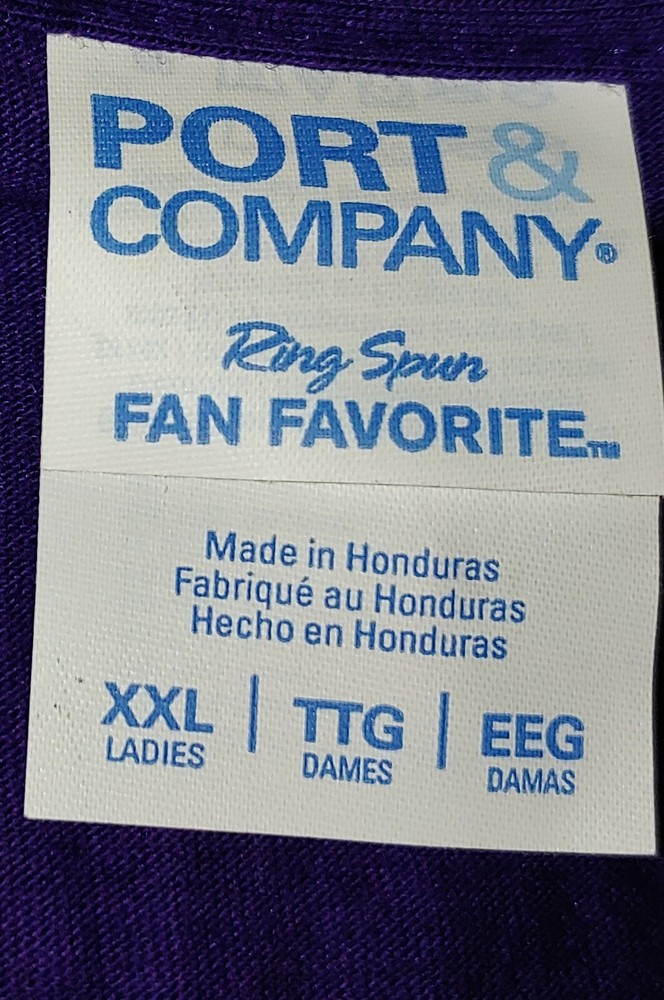 PORT &
COMPANY®
Ring Spun
FAN FAVORITE™
Made in Honduras
Fabriqué au Honduras
Hecho en Honduras
XXL | TTG | EEG
LADIES DAMES DAMAS